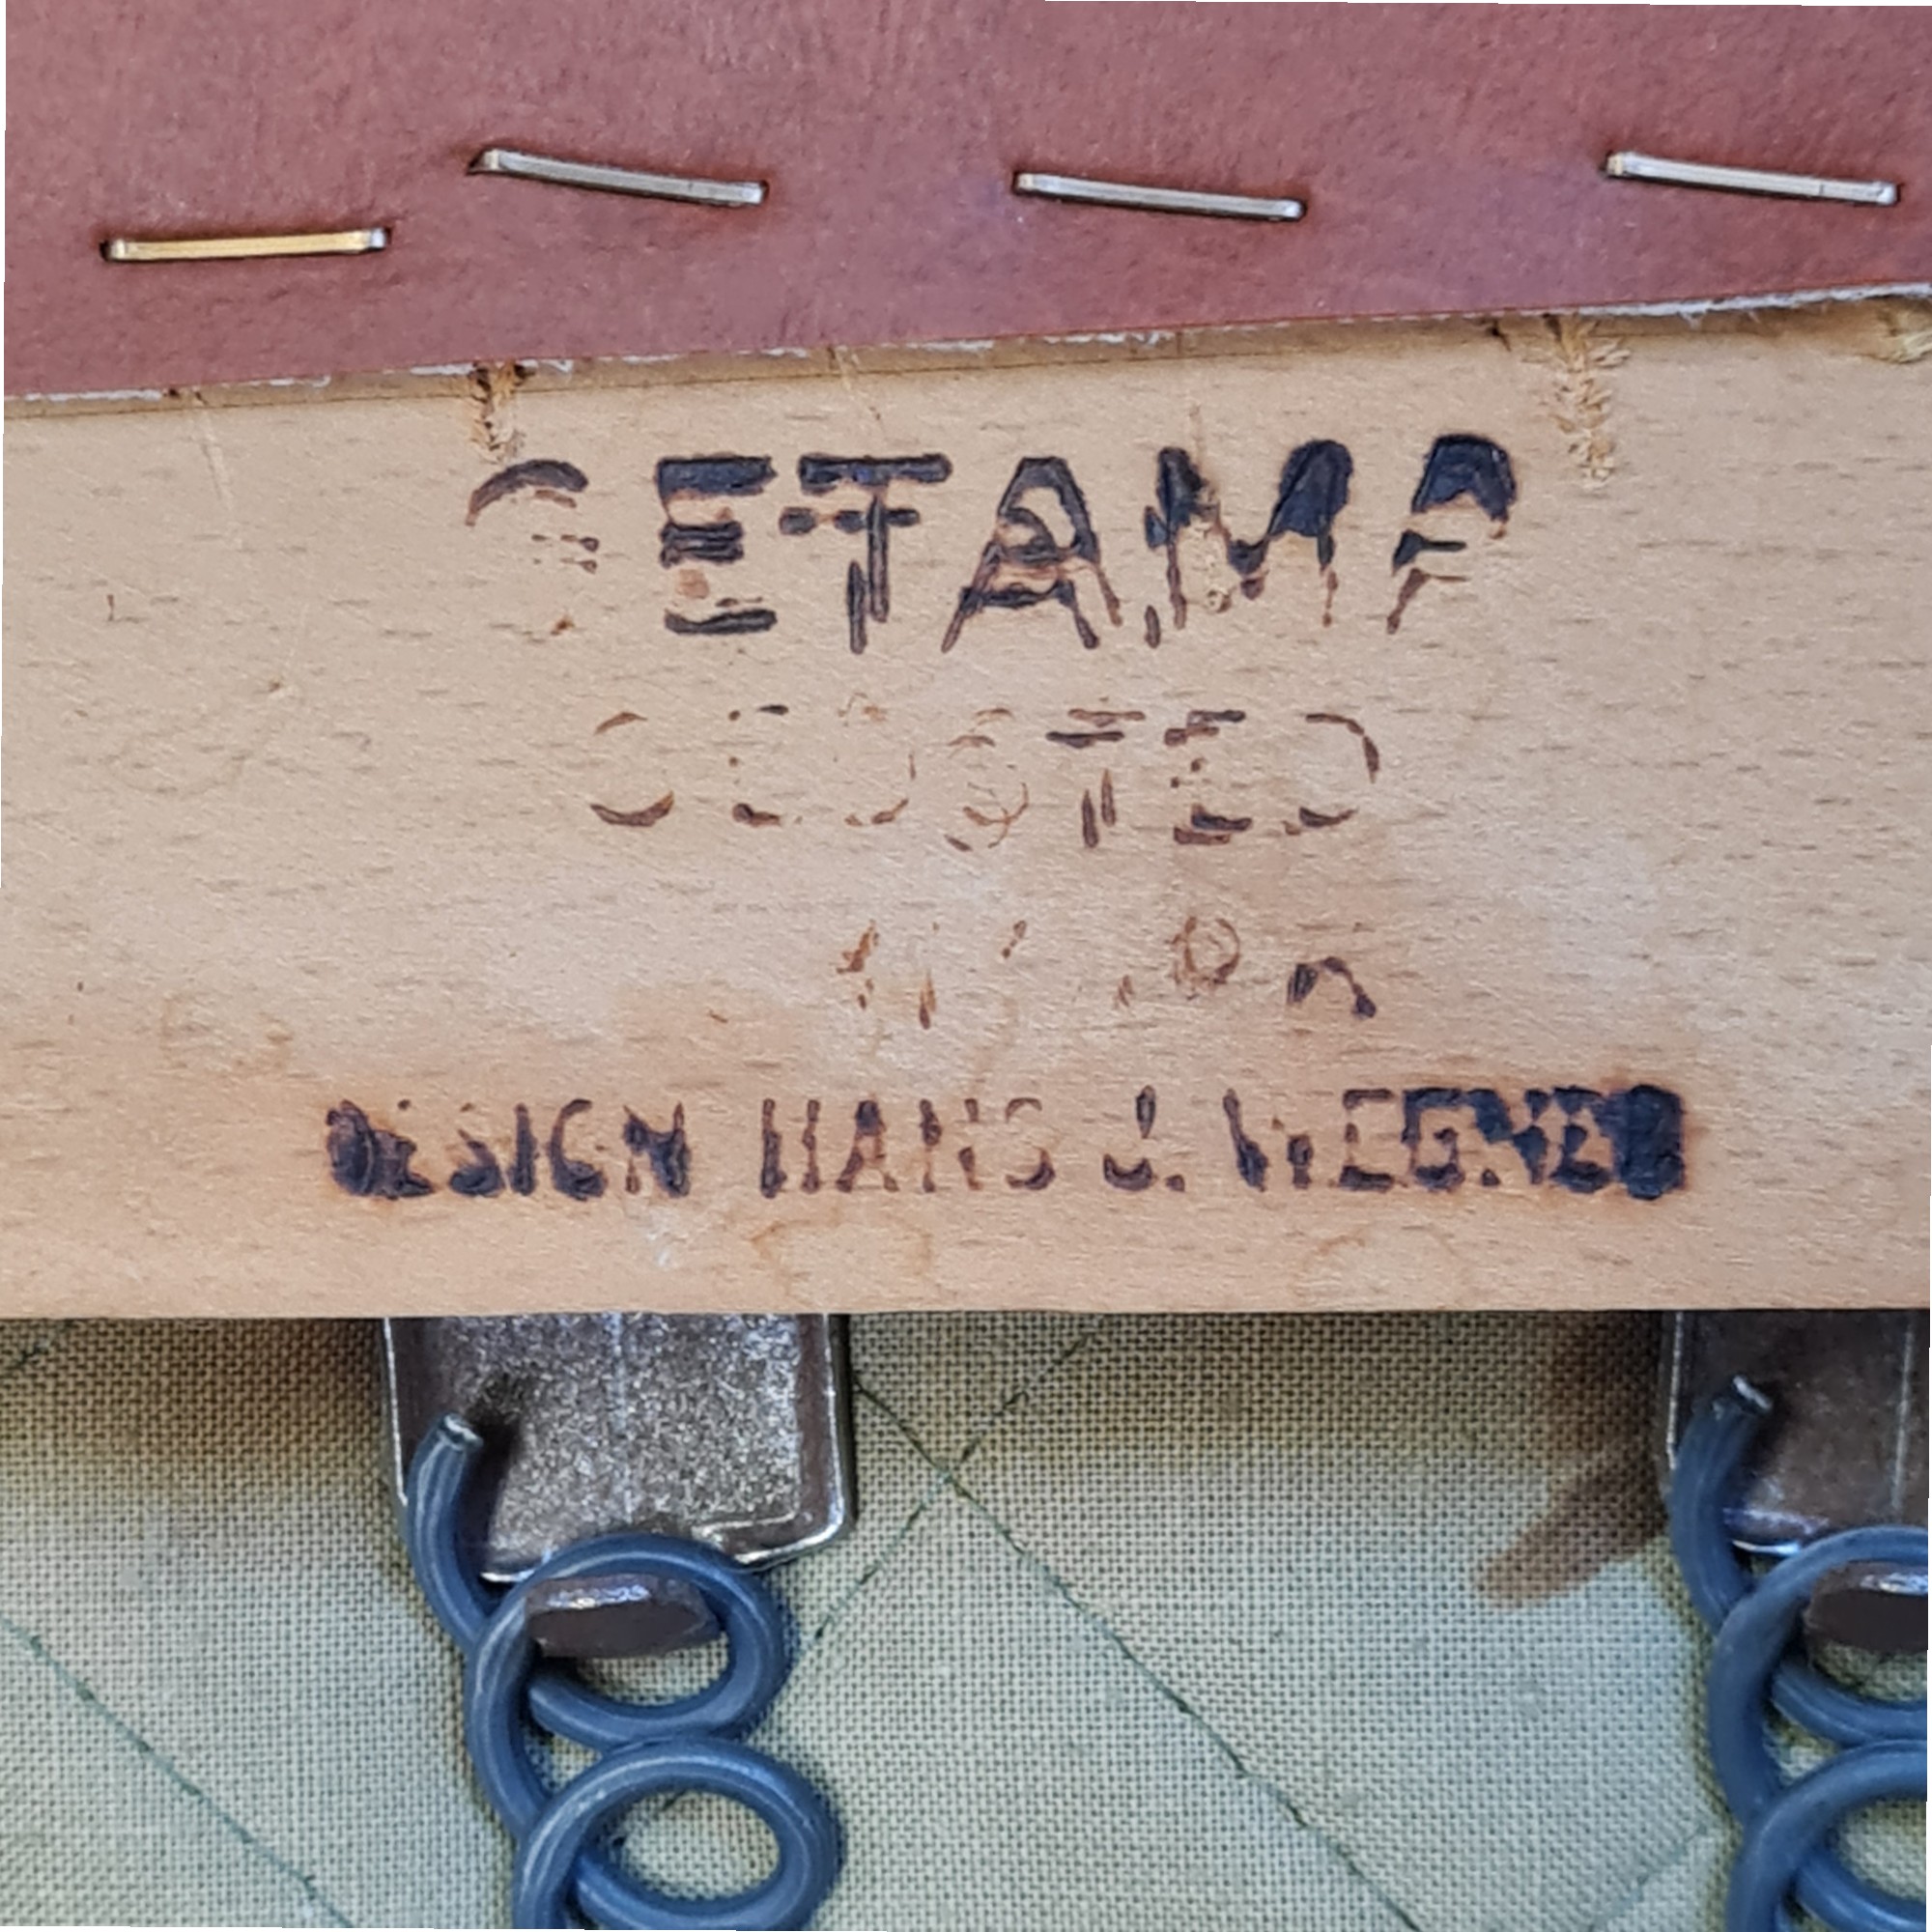 GETAMA
GEDSTED
DESIGN HANS J. WEGNER